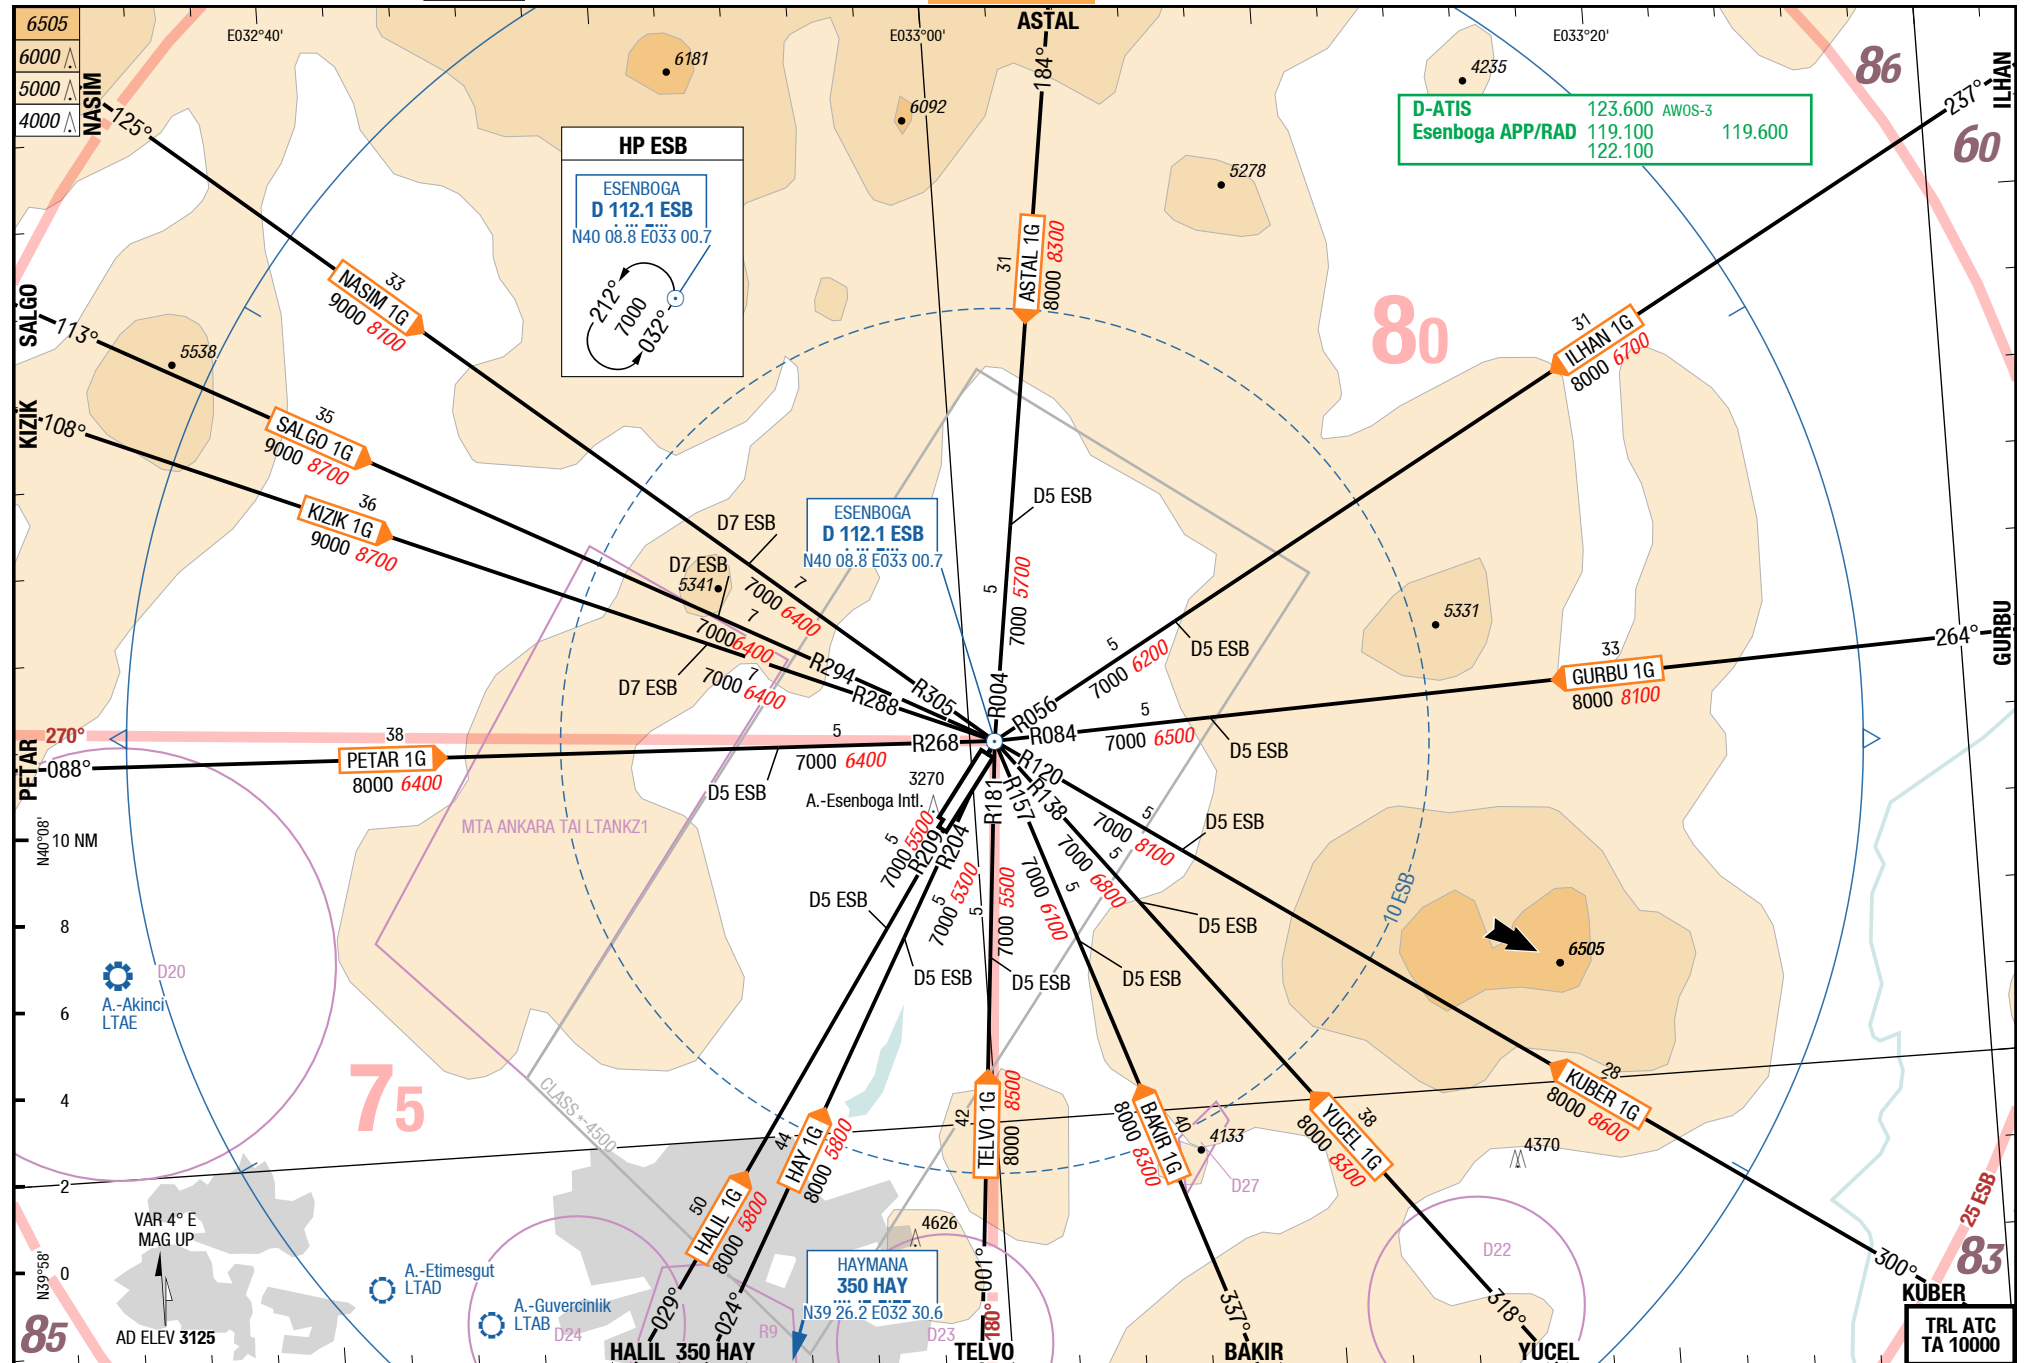 6505
6000
5000
4000
NASIM
125°
E032°40'
6181
6092
E033°00'
ASTAL
184°
E033°20'
4235
86
ILHAN
237°
60
D-ATIS 123.600 AWOS-3
Esenboga APP/RAD 119.100 119.600
122.100
HP ESB
ESENBOGA
D 112.1 ESB
N40 08.8 E033 00.7
212°
7000
032°
5278
31
ASTAL 1G
8000 8300
33
NASIM 1G
9000 8100
SALGO
113°
5538
80
31
ILHAN 1G
8000 6700
KIZIK
108°
35
SALGO 1G
9000 8700
36
KIZIK 1G
9000 8700
D5 ESB
D7 ESB
ESENBOGA
D 112.1 ESB
N40 08.8 E033 00.7
D7 ESB
5341
7
7000 6400
7
7000 6400
5
7000 5700
5331
GURBU
264°
33
GURBU 1G
8000 8100
5
7000 6200
D5 ESB
D7 ESB
7
7000 6400
R294
R288
R305
R004
R056
R084
5
7000 6500
D5 ESB
PETAR
270°
088°
38
PETAR 1G
8000 6400
5
7000 6400
R268
D5 ESB
3270
A.-Esenboga Intl.
R120
R138
R157
R181
R204
R209
5
7000 8100
D5 ESB
MTA ANKARA TAI LTANKZ1
N40°08'
10 NM
8
6
4
2
0
5
7000 5500
D5 ESB
5
7000 5300
D5 ESB
5
7000 5500
D5 ESB
5
7000 6100
D5 ESB
5
7000 6800
D5 ESB
10 ESB
6505
D20
A.-Akinci
LTAE
75
CLASS *-4500
44
HAY 1G
8000 5800
42
TELVO 1G
8000 8500
40
BAKIR 1G
8000 8300
4133
D27
38
YUCEL 1G
8000 8300
28
KUBER 1G
8000 8600
4370
50
HALIL 1G
8000 5800
4626
VAR 4° E
MAG UP
N39°58'
AD ELEV 3125
85
A.-Etimesgut
LTAD
A.-Guvercinlik
LTAB
D24
R9
HAYMANA
350 HAY
N39 26.2 E032 30.6
D23
D22
25 ESB
83
029°
024°
001°
180°
337°
318°
300°
HALIL
350 HAY
TELVO
BAKIR
YUCEL
KUBER
TRL ATC
TA 10000